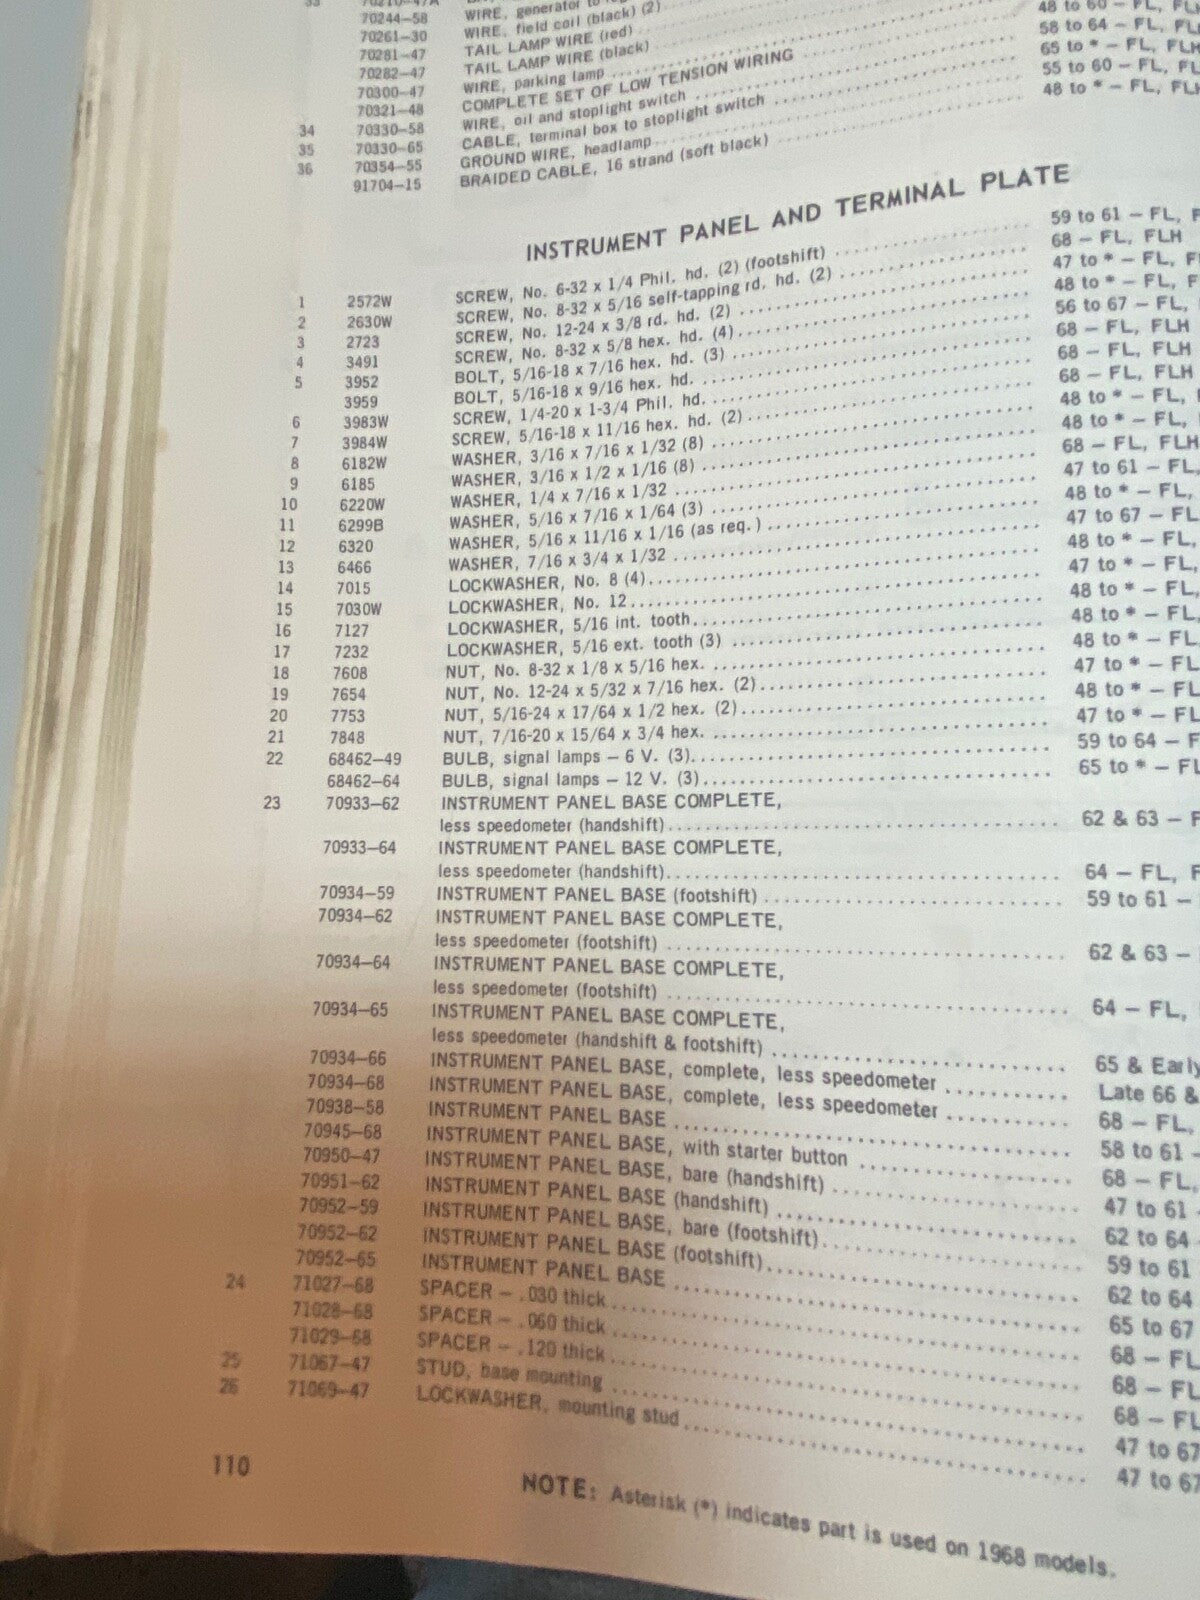 33 70210–47A
70244–58 WIRE, generator to
70261–30 WIRE, field coil (black) (2)
70281–47 TAIL LAMP WIRE (red)
70282–47 TAIL LAMP WIRE (black)
70300–47 WIRE, parking lamp
70321–48 COMPLETE SET OF LOW TENSION WIRING 48 to 60 – FL, FL
34 70330–58 WIRE, oil and stoplight switch 58 to 64 – FL, FL
35 70330–65 CABLE, terminal box to stoplight switch 65 to * – FL, FLH
36 70354–55 GROUND WIRE, headlamp 55 to 60 – FL, FL
91704–15 BRAIDED CABLE, 16 strand (soft black) 48 to * – FL, FLH
INSTRUMENT PANEL AND TERMINAL PLATE
1 2572W SCREW, No. 6-32 x 1/4 Phil. hd. (2) (footshift) 59 to 61 – FL, F
2 2630W SCREW, No. 8-32 x 5/16 self-tapping rd. hd. (2) 68 – FL, FLH
3 2723 SCREW, No. 12-24 x 3/8 rd. hd. (2) 47 to * – FL, F
4 3491 SCREW, No. 8-32 x 5/8 hex. hd. (4) 48 to * – FL, F
5 3952 BOLT, 5/16-18 x 7/16 hex. hd. (3) 56 to 67 – FL,
3959 BOLT, 5/16-18 x 9/16 hex. hd. 68 – FL, FLH
6 3983W SCREW, 1/4-20 x 1-3/4 Phil. hd. 68 – FL, FLH
7 3984W SCREW, 5/16-18 x 11/16 hex. hd. (2) 68 – FL, FLH
8 6182W WASHER, 3/16 x 7/16 x 1/32 (8) 48 to * – FL,
9 6185 WASHER, 3/16 x 1/2 x 1/16 (8) 48 to * – FL,
10 6220W WASHER, 1/4 x 7/16 x 1/32 68 – FL, FLH
11 6299B WASHER, 5/16 x 7/16 x 1/64 (3) 47 to 61 – FL,
12 6320 WASHER, 5/16 x 11/16 x 1/16 (as req.) 48 to * – FL,
13 6466 WASHER, 7/16 x 3/4 x 1/32 47 to 67 – FL
14 7015 LOCKWASHER, No. 8 (4) 48 to * – FL,
15 7030W LOCKWASHER, No. 12 47 to * – FL,
16 7127 LOCKWASHER, 5/16 int. tooth 48 to * – FL,
17 7232 LOCKWASHER, 5/16 ext. tooth (3) 48 to * – FL,
18 7608 NUT, No. 8-32 x 1/8 x 5/16 hex. 48 to * – FL
19 7654 NUT, No. 12-24 x 5/32 x 7/16 hex. (2) 47 to * – FL
20 7753 NUT, 5/16-24 x 17/64 x 1/2 hex. (2) 48 to * – FL
21 7848 NUT, 7/16-20 x 15/64 x 3/4 hex. 47 to * – FL
22 68462–49 BULB, signal lamps – 6 V. (3) 59 to 64 – F
68462–64 BULB, signal lamps – 12 V. (3) 65 to * – FL
23 70933–62 INSTRUMENT PANEL BASE COMPLETE,
less speedometer (handshift) 62 & 63 – F
70933–64 INSTRUMENT PANEL BASE COMPLETE,
less speedometer (handshift) 64 – FL, F
70934–59 INSTRUMENT PANEL BASE (footshift) 59 to 61 –
70934–62 INSTRUMENT PANEL BASE COMPLETE,
less speedometer (footshift) 62 & 63 –
70934–64 INSTRUMENT PANEL BASE COMPLETE,
less speedometer (footshift) 64 – FL,
70934–65 INSTRUMENT PANEL BASE COMPLETE,
less speedometer (handshift & footshift) 65 & Early
70934–66 INSTRUMENT PANEL BASE, complete, less speedometer Late 66 &
70934–68 INSTRUMENT PANEL BASE, complete, less speedometer 68 – FL,
70938–58 INSTRUMENT PANEL BASE 58 to 61 –
70945–68 INSTRUMENT PANEL BASE, with starter button 68 – FL,
70950–47 INSTRUMENT PANEL BASE, bare (handshift) 47 to 61 –
70951–62 INSTRUMENT PANEL BASE (handshift) 62 to 64
70952–59 INSTRUMENT PANEL BASE, bare (footshift) 59 to 61
70952–62 INSTRUMENT PANEL BASE (footshift) 62 to 64
70952–65 INSTRUMENT PANEL BASE 65 to 67
24 71027–68 SPACER – .030 thick 68 – FL
71028–68 SPACER – .060 thick 68 – FL
71029–68 SPACER – .120 thick 68 – FL
25 71067–47 STUD, base mounting 47 to 67
26 71069–47 LOCKWASHER, mounting stud 47 to 67
110
NOTE: Asterisk (*) indicates part is used on 1968 models.